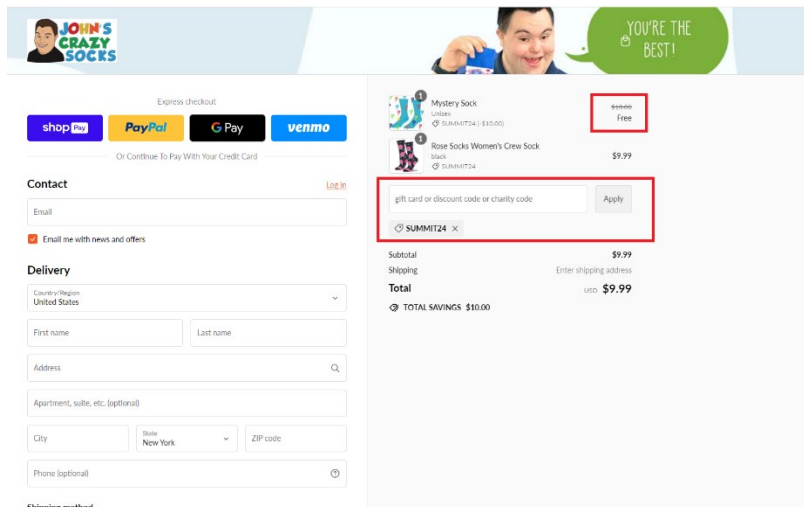 JOHN'S
CRAZY
SOCKS
YOU'RE THE
BEST!
Express checkout
shop Pay
PayPal
G Pay
venmo
Or Continue To Pay With Your Credit Card
Contact
Log in
Email
Email me with news and offers
Delivery
Country/Region
United States
First name
Last name
Address
Apartment, suite, etc. (optional)
City
State
New York
ZIP code
Phone (optional)
Shipping method
1
Mystery Sock
Unisex
SUMMIT24 (-$10.00)
$10.00
Free
1
Rose Socks Women's Crew Sock
black
SUMMIT24
$9.99
gift card or discount code or charity code
Apply
SUMMIT24 ×
Subtotal $9.99
Shipping Enter shipping address
Total USD $9.99
TOTAL SAVINGS $10.00